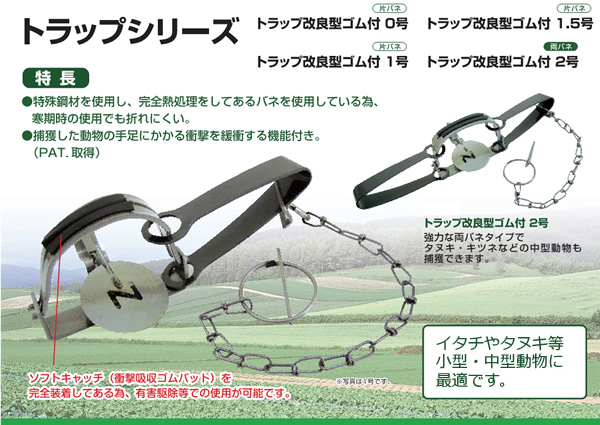 トラップシリーズ
片バネ
トラップ改良型ゴム付 0号
片バネ
トラップ改良型ゴム付 1.5号
片バネ
トラップ改良型ゴム付 1号
両バネ
トラップ改良型ゴム付 2号
特長
●特殊鋼材を使用し、完全熱処理をしてあるバネを使用している為、
寒期時の使用でも折れにくい。
●捕獲した動物の手足にかかる衝撃を緩衝する機能付き。
（PAT.取得）
N
トラップ改良型ゴム付 2号
強力な両バネタイプで
タヌキ・キツネなどの中型動物も
捕獲できます。
N
ソフトキャッチ（衝撃吸収ゴムパット）を
完全装着してある為、有害駆除等での使用が可能です。
※写真は1号です。
イタチやタヌキ等
小型・中型動物に
最適です。